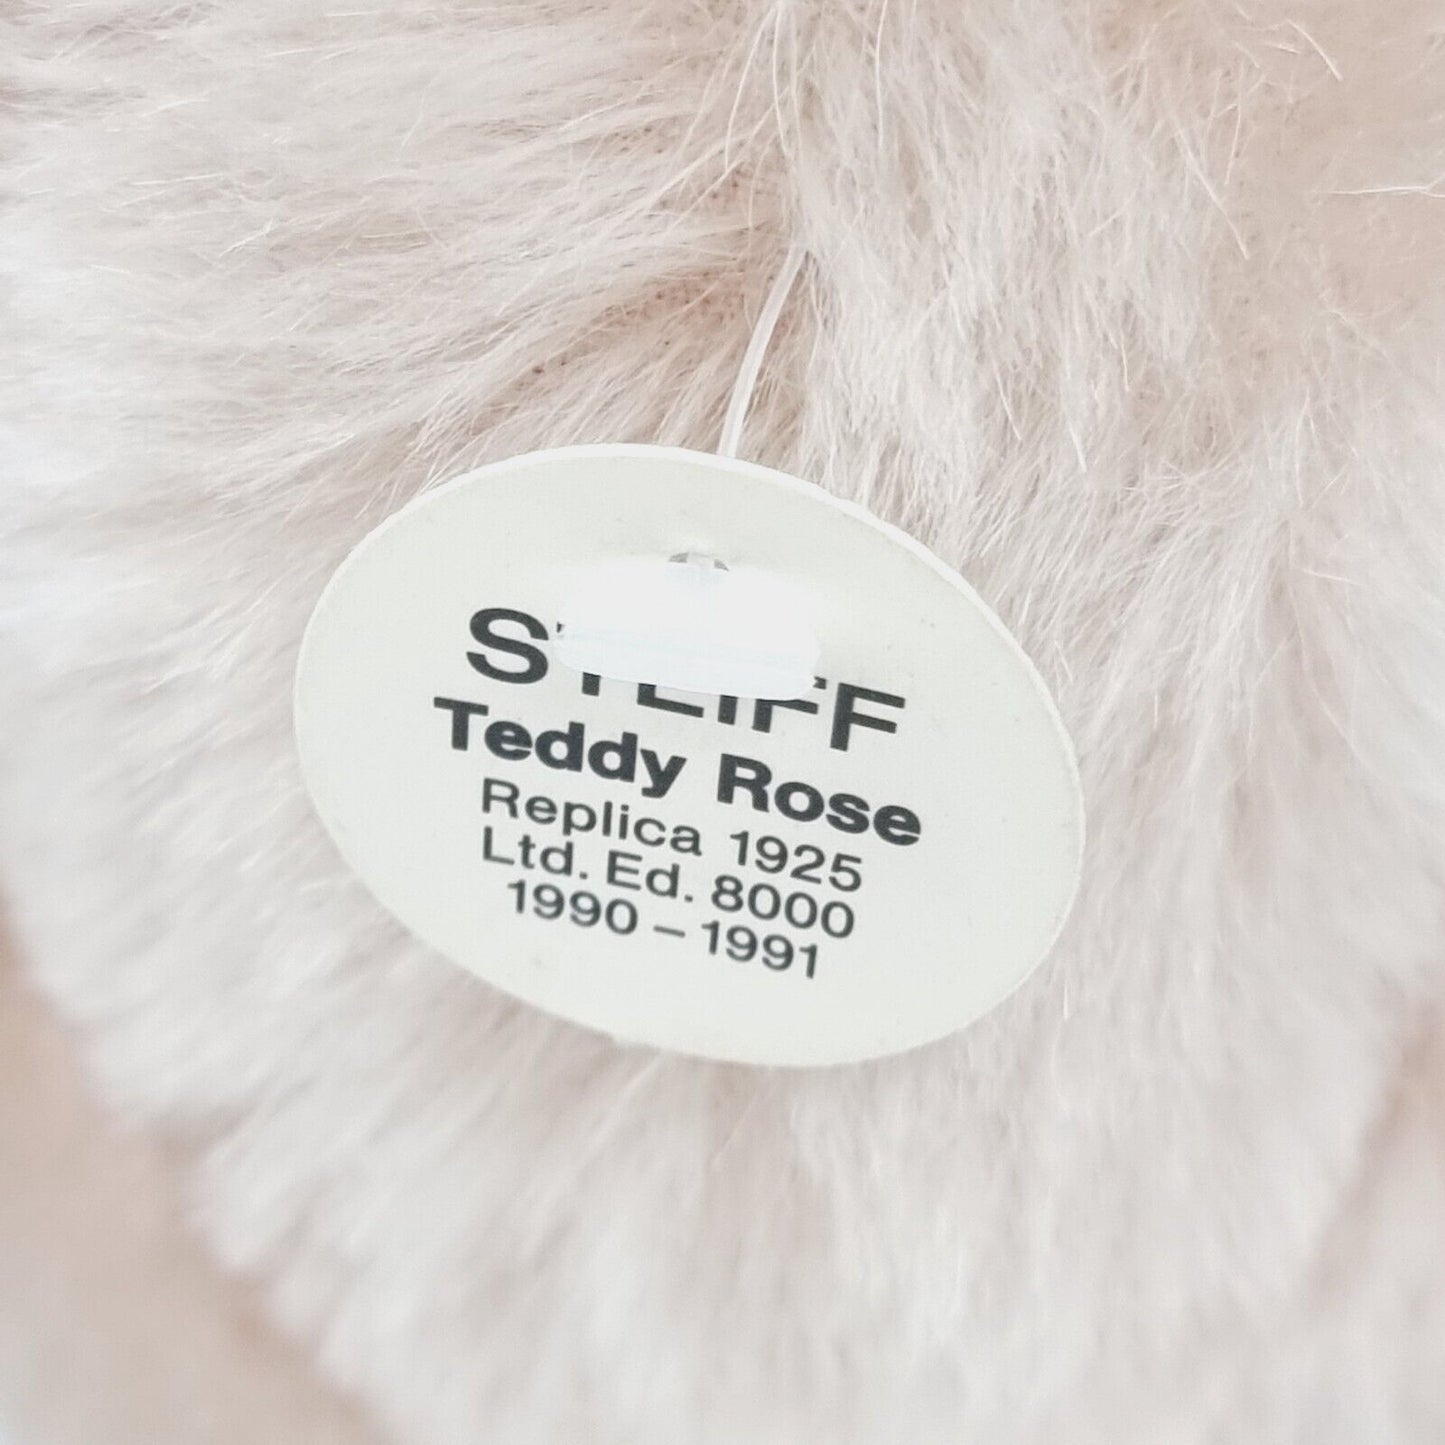 STEIFF
Teddy Rose
Replica 1925
Ltd. Ed. 8000
1990 – 1991